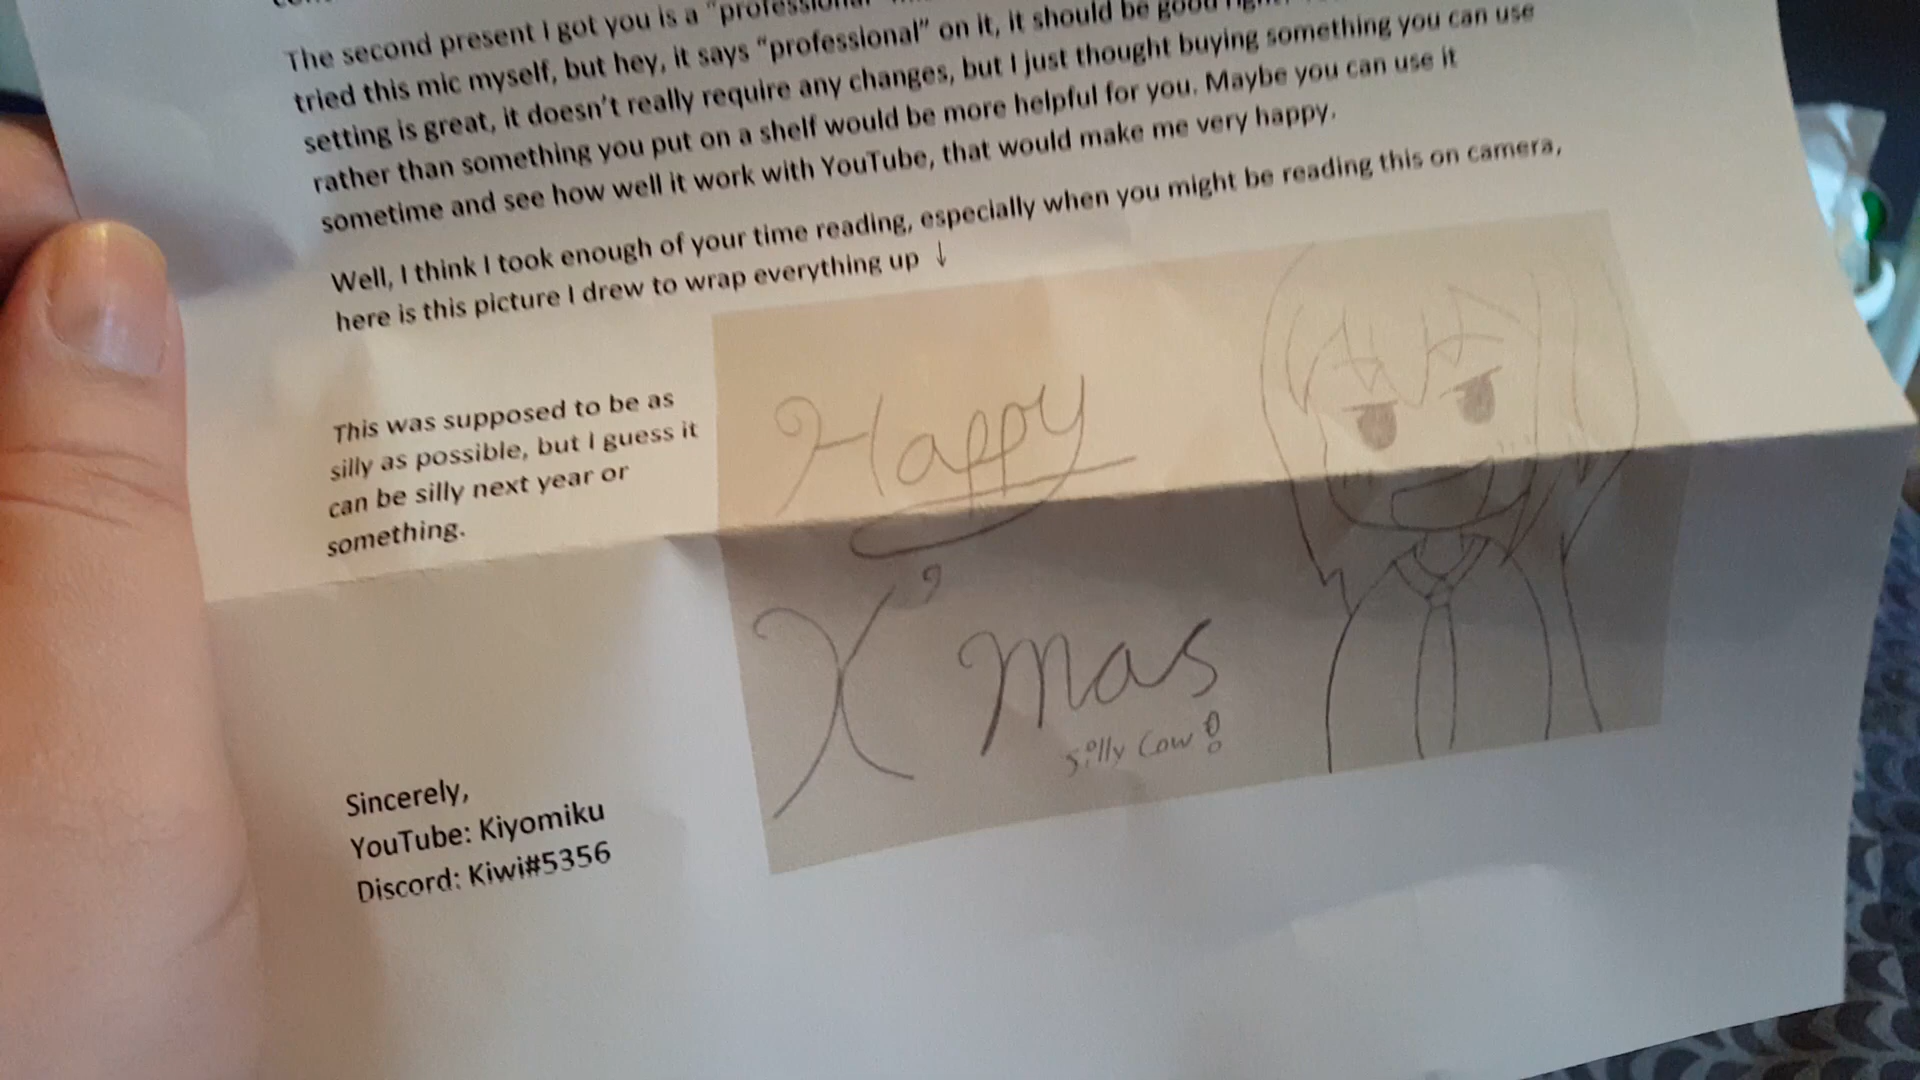 The second present I got you is a "professional"
tried this mic myself, but hey, it says "professional" on it, it should be good
setting is great, it doesn't really require any changes, but I just thought buying something you can use
rather than something you put on a shelf would be more helpful for you. Maybe you can use it
sometime and see how well it work with YouTube, that would make me very happy.
Well, I think I took enough of your time reading, especially when you might be reading this on camera,
here is this picture I drew to wrap everything up ↓
This was supposed to be as
silly as possible, but I guess it
can be silly next year or
something.
Happy
X'mas
Silly Cow!
Sincerely,
YouTube: Kiyomiku
Discord: Kiwi#5356